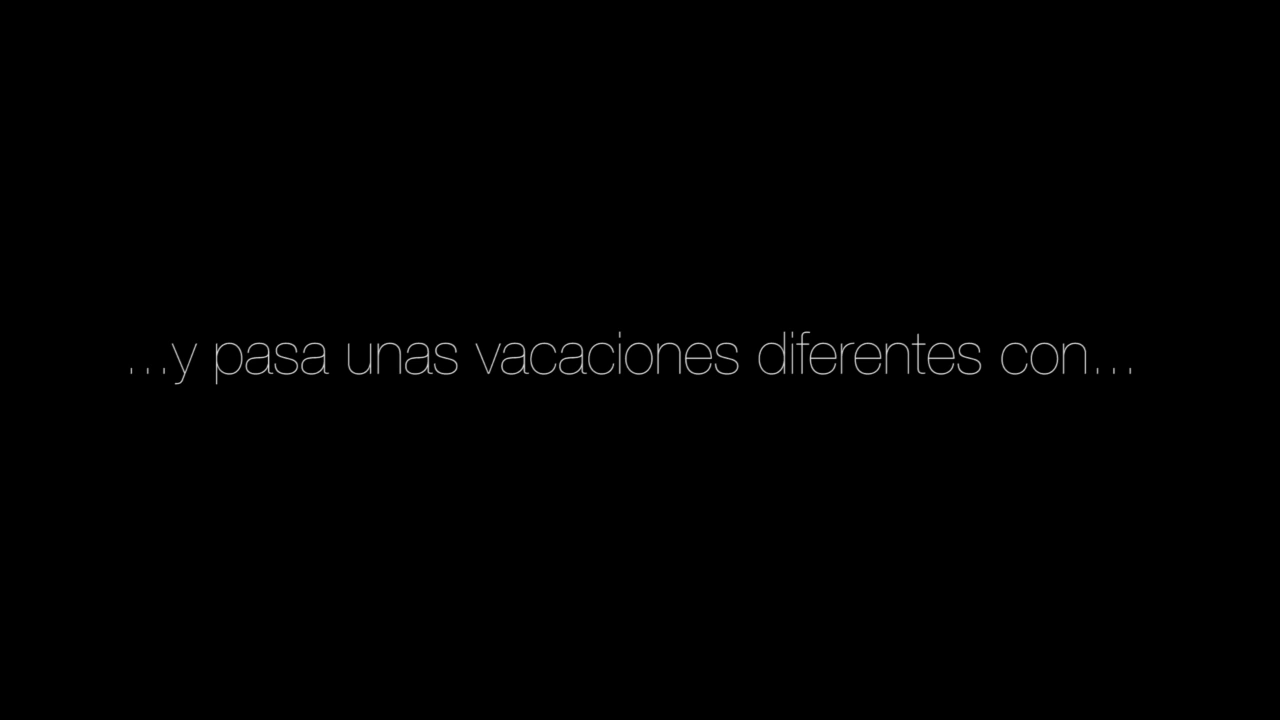 ...y pasa unas vacaciones diferentes con...